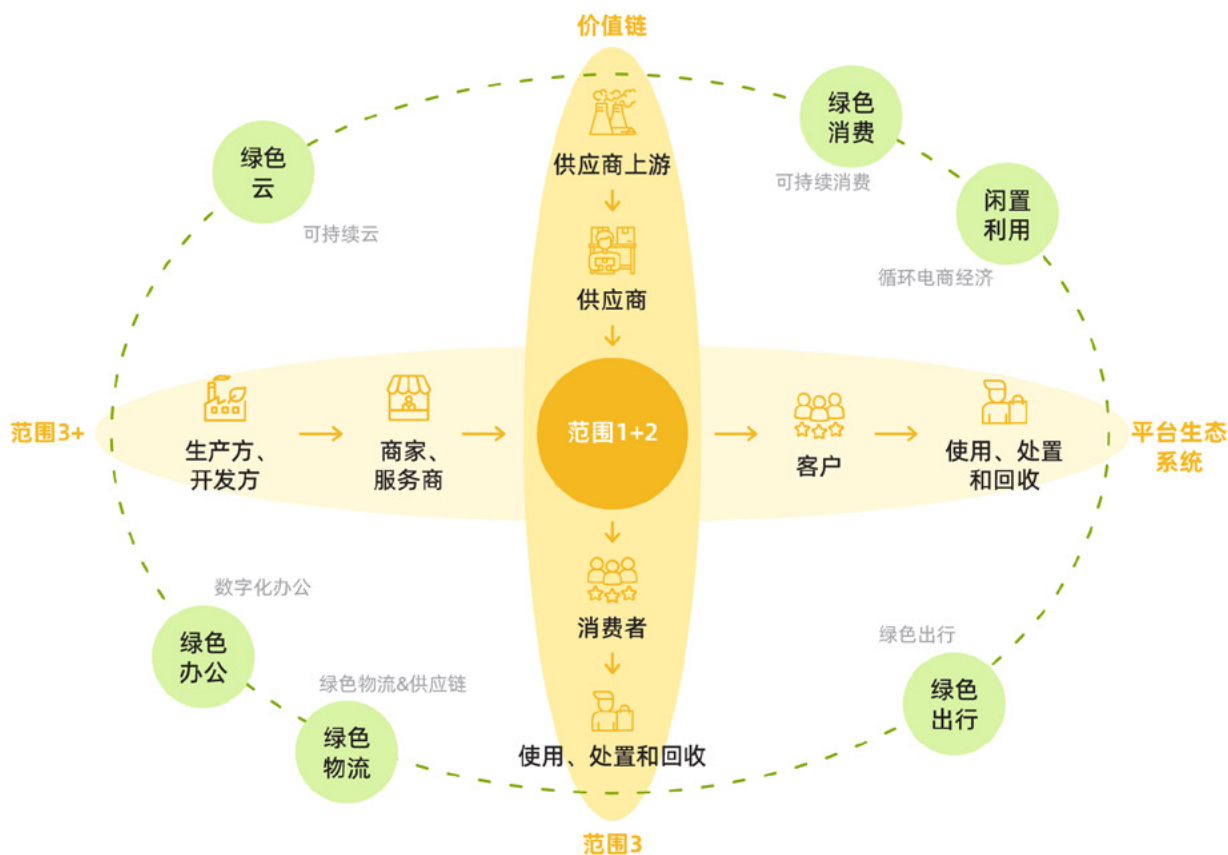 价值链
绿色
消费
绿色
云
供应商上游
可持续消费
闲置
利用
可持续云
循环电商经济
供应商
范围3+
生产方、
开发方
商家、
服务商
范围1+2
客户
使用、处置
和回收
平台生态
系统
数字化办公
消费者
绿色
办公
绿色出行
绿色物流&供应链
绿色
出行
绿色
物流
使用、处置和回收
范围3